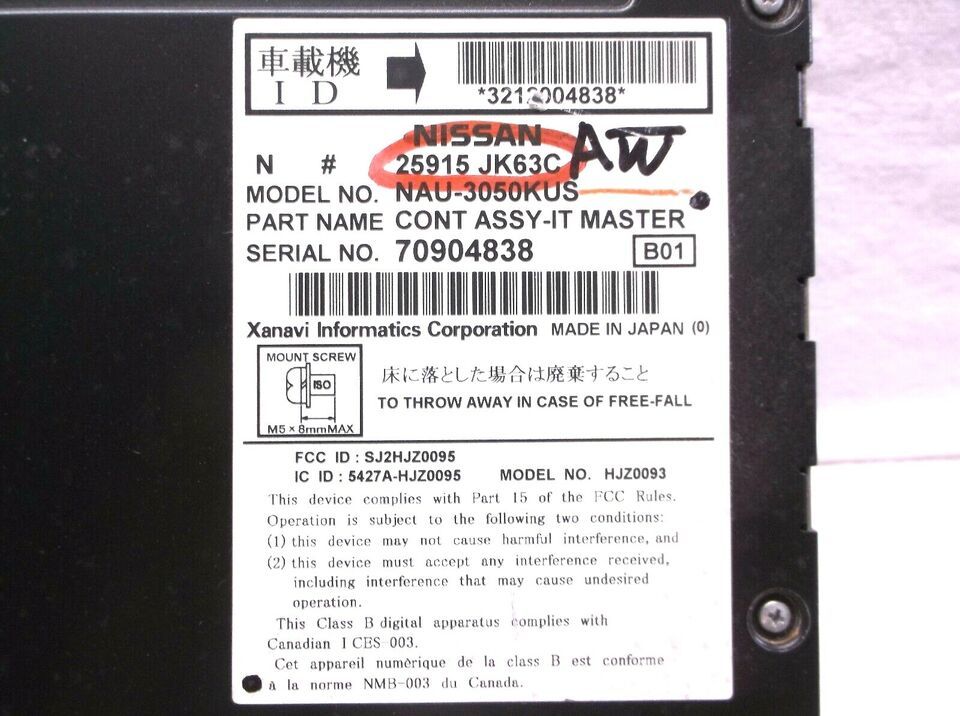 車載機
I D
*3212004838*
NISSAN
N # 25915 JK63C AW
MODEL NO. NAU-3050KUS
PART NAME CONT ASSY-IT MASTER
SERIAL NO. 70904838 B01
Xanavi Informatics Corporation MADE IN JAPAN (0)
MOUNT SCREW
ISO
M5×8mmMAX
床に落とした場合は廃棄すること
TO THROW AWAY IN CASE OF FREE-FALL
FCC ID : SJ2HJZ0095
IC ID : 5427A-HJZ0095 MODEL NO. HJZ0093
This device complies with Part 15 of the FCC Rules.
Operation is subject to the following two conditions:
(1) this device may not cause harmful interference, and
(2) this device must accept any interference received,
including interference that may cause undesired
operation.
This Class B digital apparatus complies with
Canadian ICES-003.
Cet appareil numérique de la class B est conforme
à la norme NMB-003 du Canada.